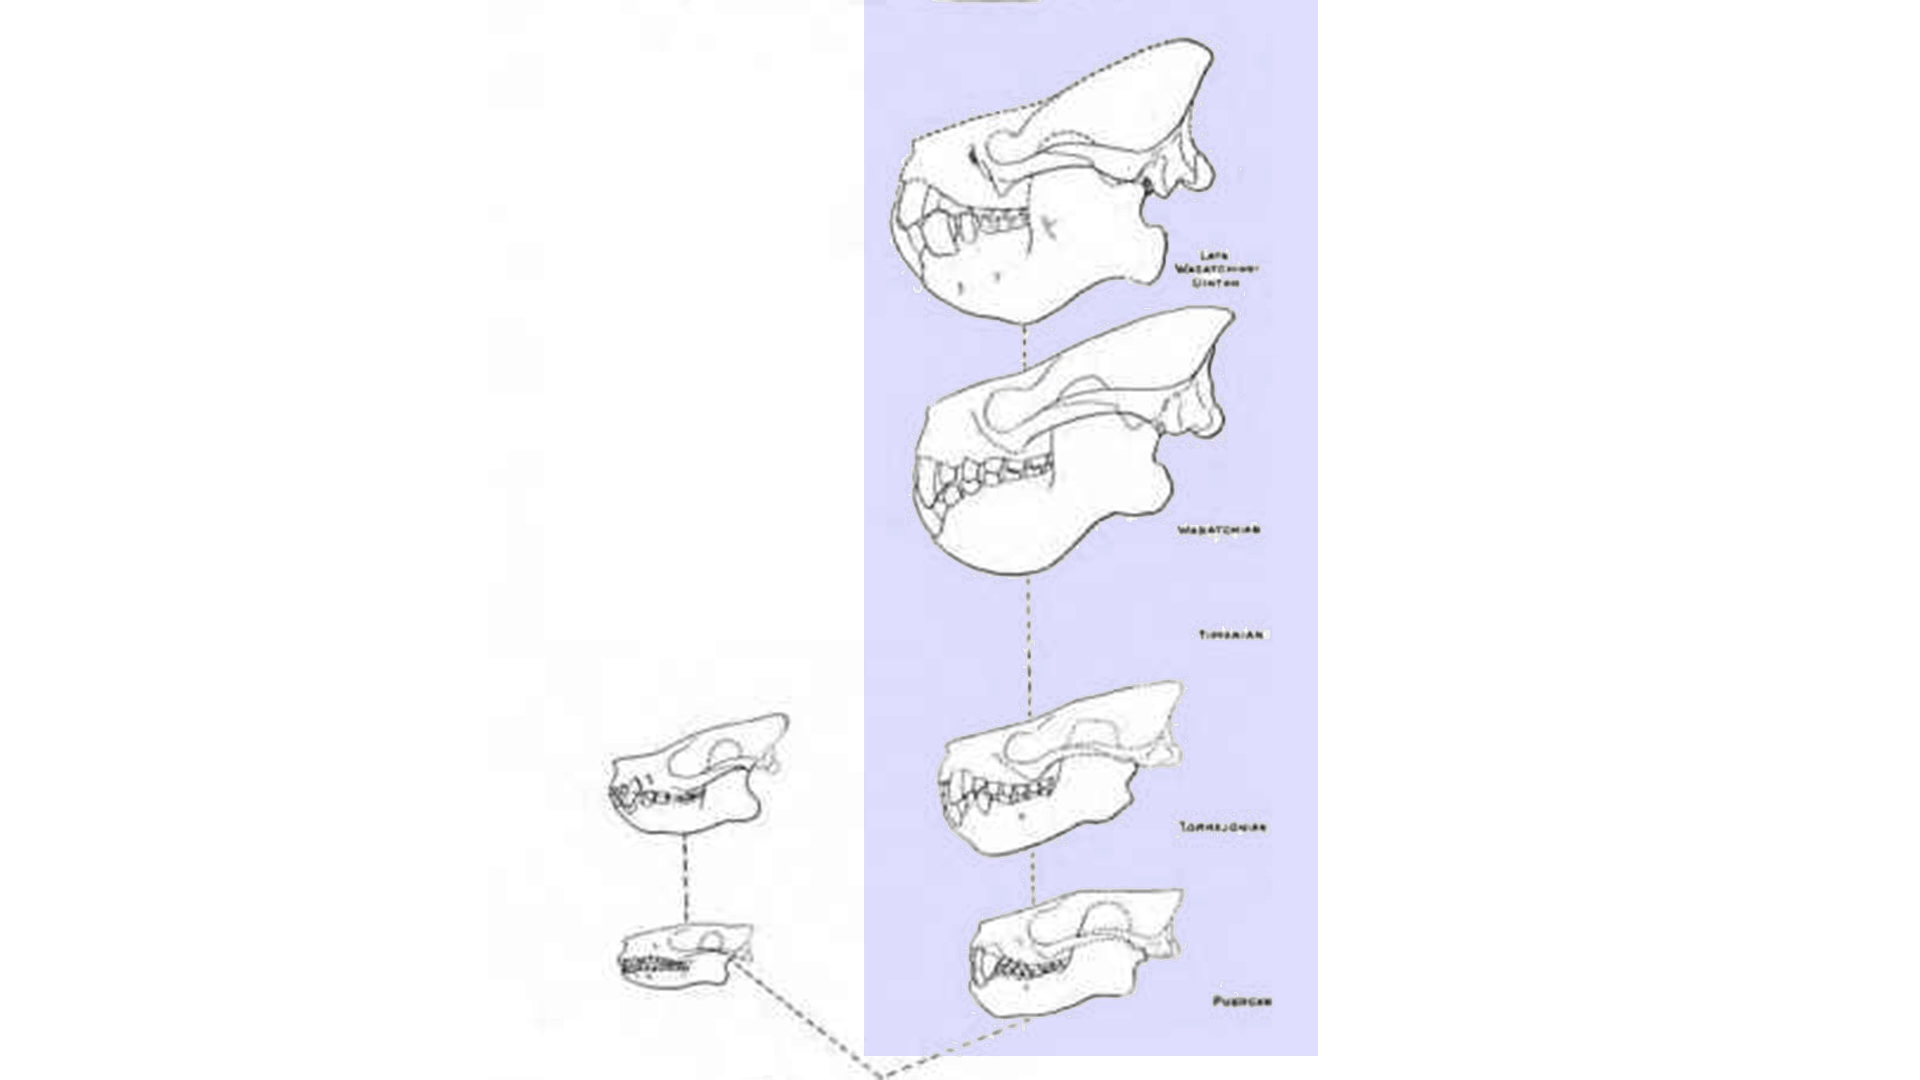 LATE
WASATCHIAN-
UINTAN
WASATCHIAN
TIFFANIAN
TORREJONIAN
PUERCAN